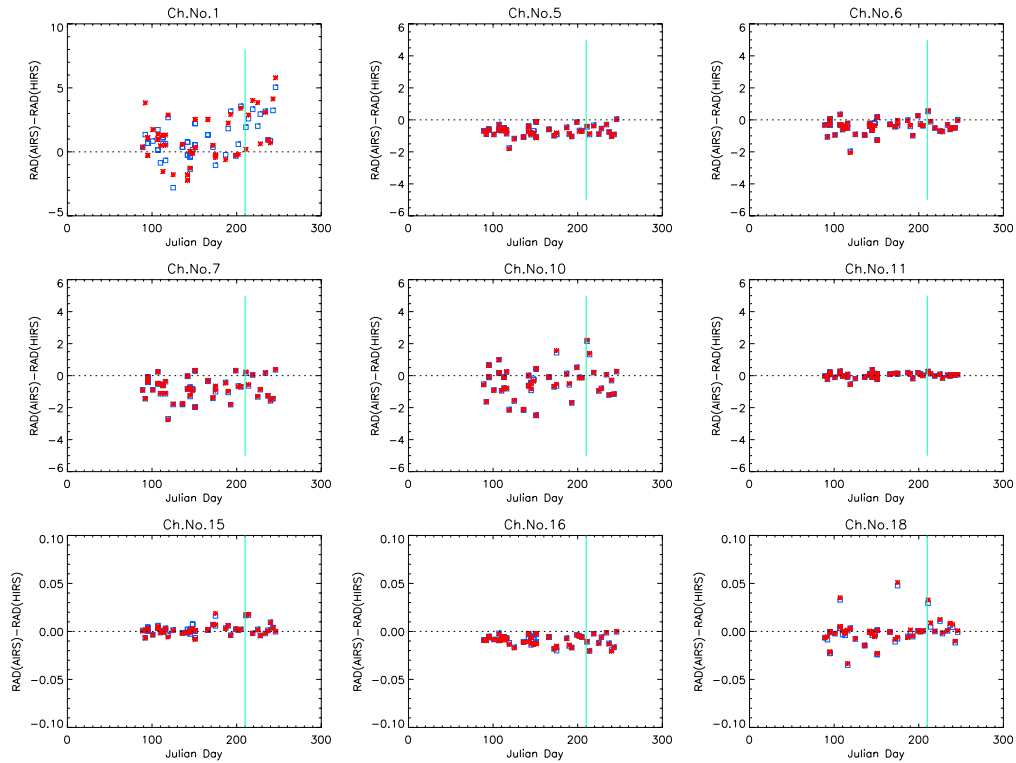 Ch.No.1
Ch.No.5
Ch.No.6
RAD(AIRS)-RAD(HIRS)
10
5
0
-5
0 100 200 300
Julian Day
RAD(AIRS)-RAD(HIRS)
6
4
2
0
-2
-4
-6
0 100 200 300
Julian Day
RAD(AIRS)-RAD(HIRS)
6
4
2
0
-2
-4
-6
0 100 200 300
Julian Day
Ch.No.7
Ch.No.10
Ch.No.11
RAD(AIRS)-RAD(HIRS)
6
4
2
0
-2
-4
-6
0 100 200 300
Julian Day
RAD(AIRS)-RAD(HIRS)
6
4
2
0
-2
-4
-6
0 100 200 300
Julian Day
RAD(AIRS)-RAD(HIRS)
6
4
2
0
-2
-4
-6
0 100 200 300
Julian Day
Ch.No.15
Ch.No.16
Ch.No.18
RAD(AIRS)-RAD(HIRS)
0.10
0.05
0.00
-0.05
-0.10
0 100 200 300
Julian Day
RAD(AIRS)-RAD(HIRS)
0.10
0.05
0.00
-0.05
-0.10
0 100 200 300
Julian Day
RAD(AIRS)-RAD(HIRS)
0.10
0.05
0.00
-0.05
-0.10
0 100 200 300
Julian Day